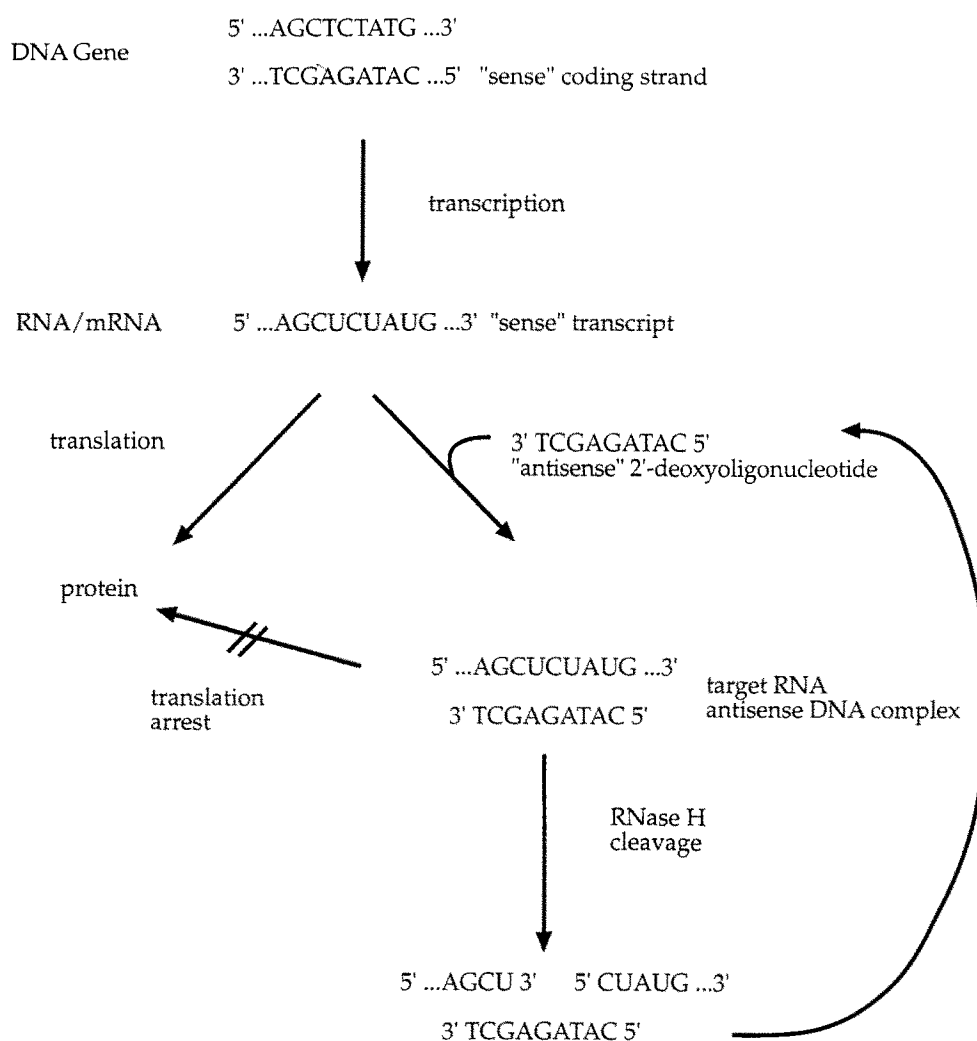 5' ...AGCTCTATG ...3'
DNA Gene
3' ...TCGAGATAC ...5' "sense" coding strand
transcription
RNA/mRNA 5' ...AGCUCUAUG ...3' "sense" transcript
translation
3' TCGAGATAC 5'
"antisense" 2'-deoxyoligonucleotide
protein
translation
arrest
5' ...AGCUCUAUG ...3'
3' TCGAGATAC 5'
target RNA
antisense DNA complex
RNase H
cleavage
5' ...AGCU 3' 5' CUAUG ...3'
3' TCGAGATAC 5'